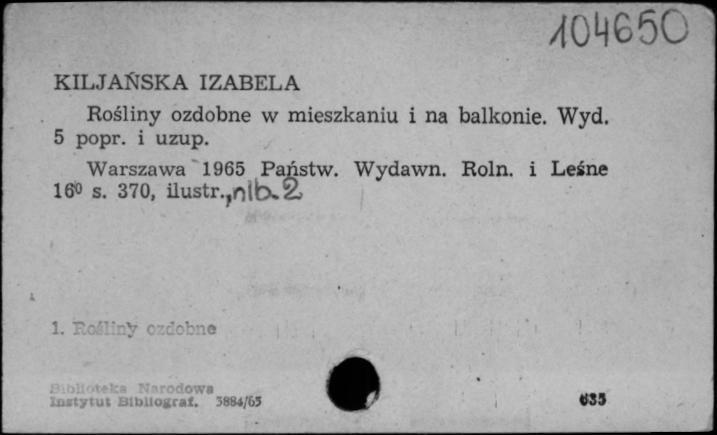 104650
KILJAŃSKA IZABELA
Rośliny ozdobne w mieszkaniu i na balkonie. Wyd.
5 popr. i uzup.
Warszawa 1965 Państw. Wydawn. Roln. i Leśne
16⁰ s. 370, ilustr., nlb. 2
1. Rośliny ozdobne
Biblioteka Narodowa
Instytut Bibliograf. 3884/65
635